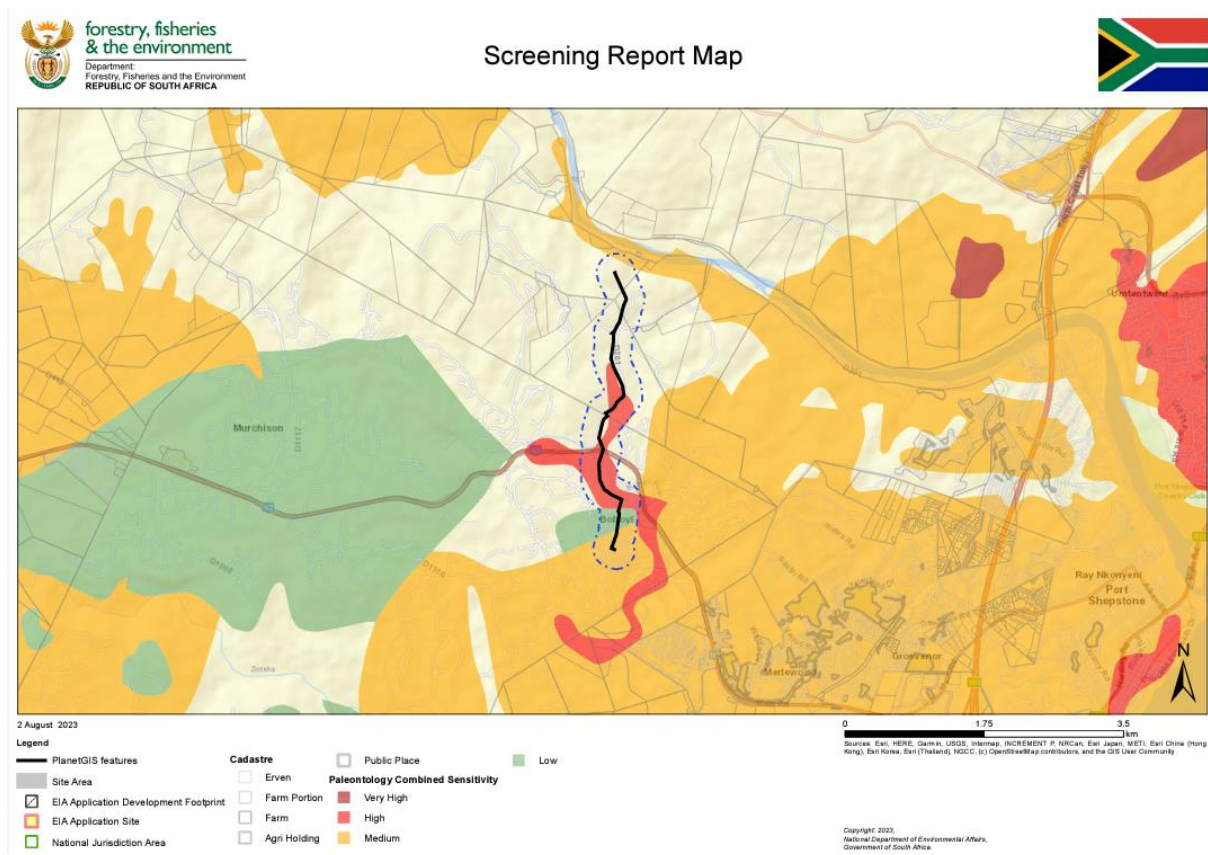 forestry, fisheries
& the environment
Department:
Forestry, Fisheries and the Environment
REPUBLIC OF SOUTH AFRICA
Screening Report Map
Umtentweni
Murchison
D1117
Boboyi
D1116
Zotsha
Ray Nkonyeni
Port
Shepstone
Grosvenor
Merlewood
N
2 August 2023
0 1.75 3.5
km
Sources: Esri, HERE, Garmin, USGS, Intermap, INCREMENT P, NRCan, Esri Japan, METI, Esri China (Hong
Kong), Esri Korea, Esri (Thailand), NGCC, (c) OpenStreetMap contributors, and the GIS User Community
Legend
PlanetGIS features
Site Area
EIA Application Development Footprint
EIA Application Site
National Jurisdiction Area
Cadastre
Erven
Farm Portion
Farm
Agri Holding
Public Place
Paleontology Combined Sensitivity
Very High
High
Medium
Low
Copyright: 2023,
National Department of Environmental Affairs,
Government of South Africa.